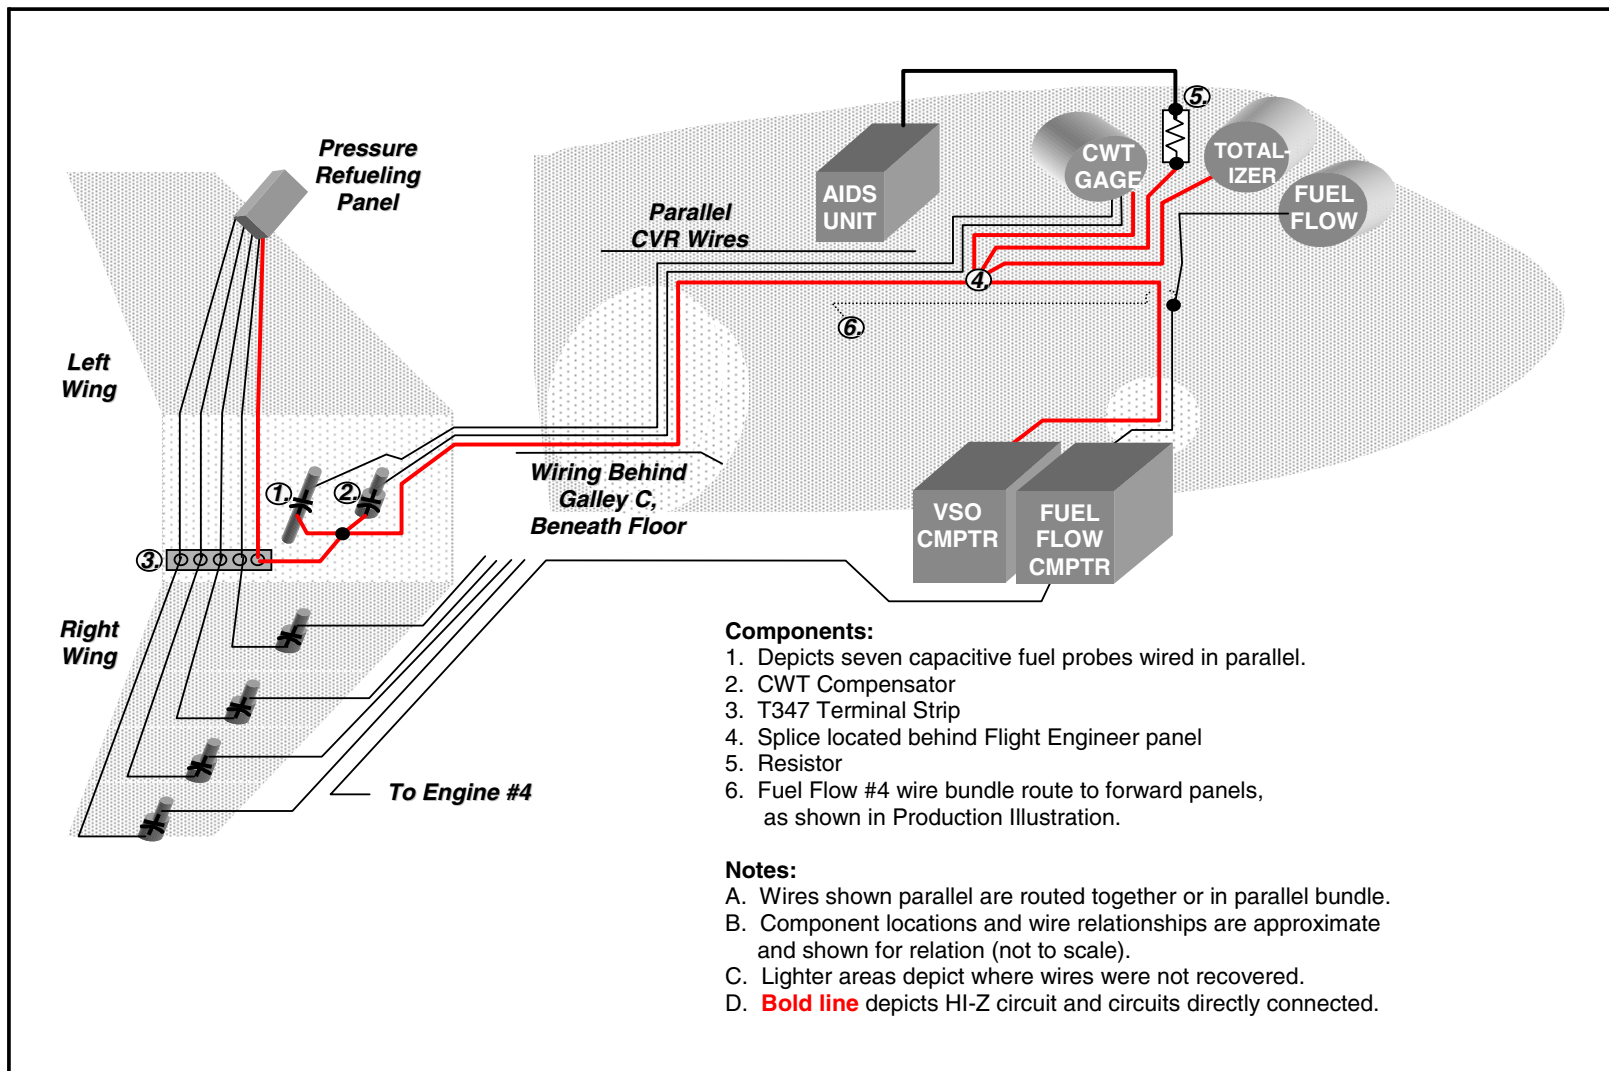 Pressure
Refueling
Panel
Left
Wing
Right
Wing
Parallel
CVR Wires
Wiring Behind
Galley C,
Beneath Floor
To Engine #4
AIDS
UNIT
CWT
GAGE
TOTAL-
IZER
FUEL
FLOW
VSO
CMPTR
FUEL
FLOW
CMPTR
1.
2.
3.
4.
5.
6.
Components:
1. Depicts seven capacitive fuel probes wired in parallel.
2. CWT Compensator
3. T347 Terminal Strip
4. Splice located behind Flight Engineer panel
5. Resistor
6. Fuel Flow #4 wire bundle route to forward panels,
as shown in Production Illustration.
Notes:
A. Wires shown parallel are routed together or in parallel bundle.
B. Component locations and wire relationships are approximate
and shown for relation (not to scale).
C. Lighter areas depict where wires were not recovered.
D. Bold line depicts HI-Z circuit and circuits directly connected.